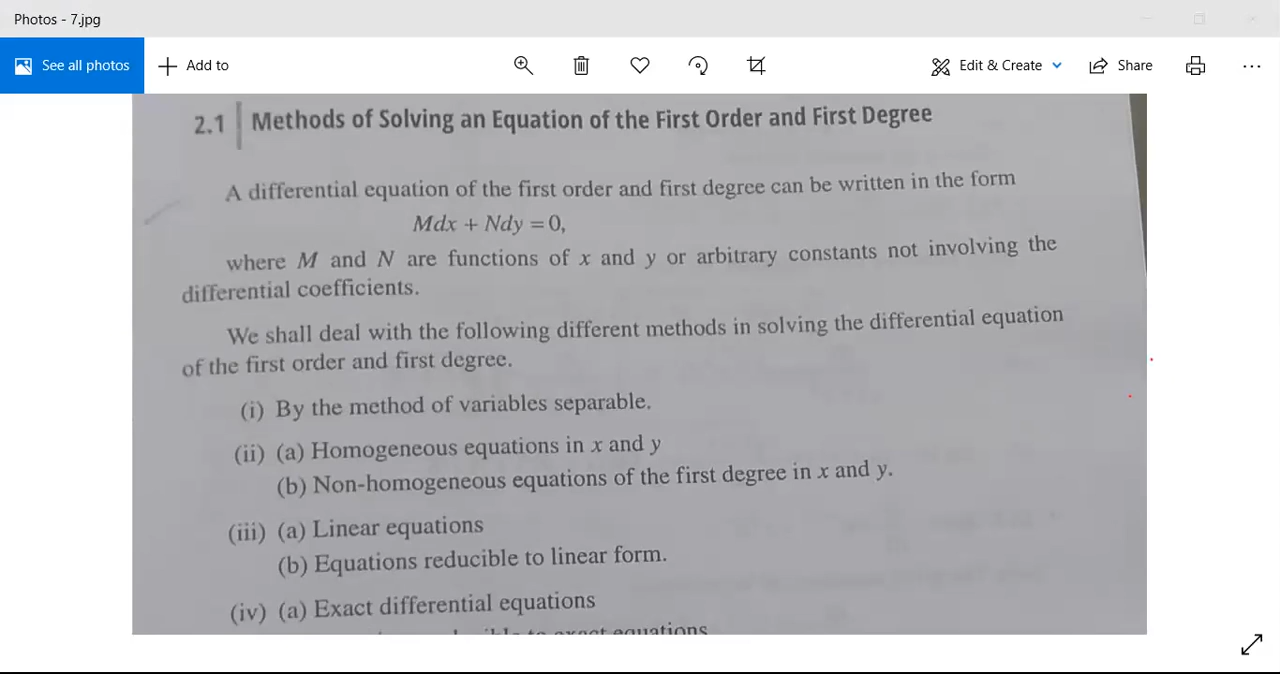 Photos - 7.jpg
See all photos
Add to
Edit & Create
Share
2.1 Methods of Solving an Equation of the First Order and First Degree
A differential equation of the first order and first degree can be written in the form
Mdx + Ndy = 0,
where M and N are functions of x and y or arbitrary constants not involving the
differential coefficients.
We shall deal with the following different methods in solving the differential equation
of the first order and first degree.
(i) By the method of variables separable.
(ii) (a) Homogeneous equations in x and y
(b) Non-homogeneous equations of the first degree in x and y.
(iii) (a) Linear equations
(b) Equations reducible to linear form.
(iv) (a) Exact differential equations
to exact equations